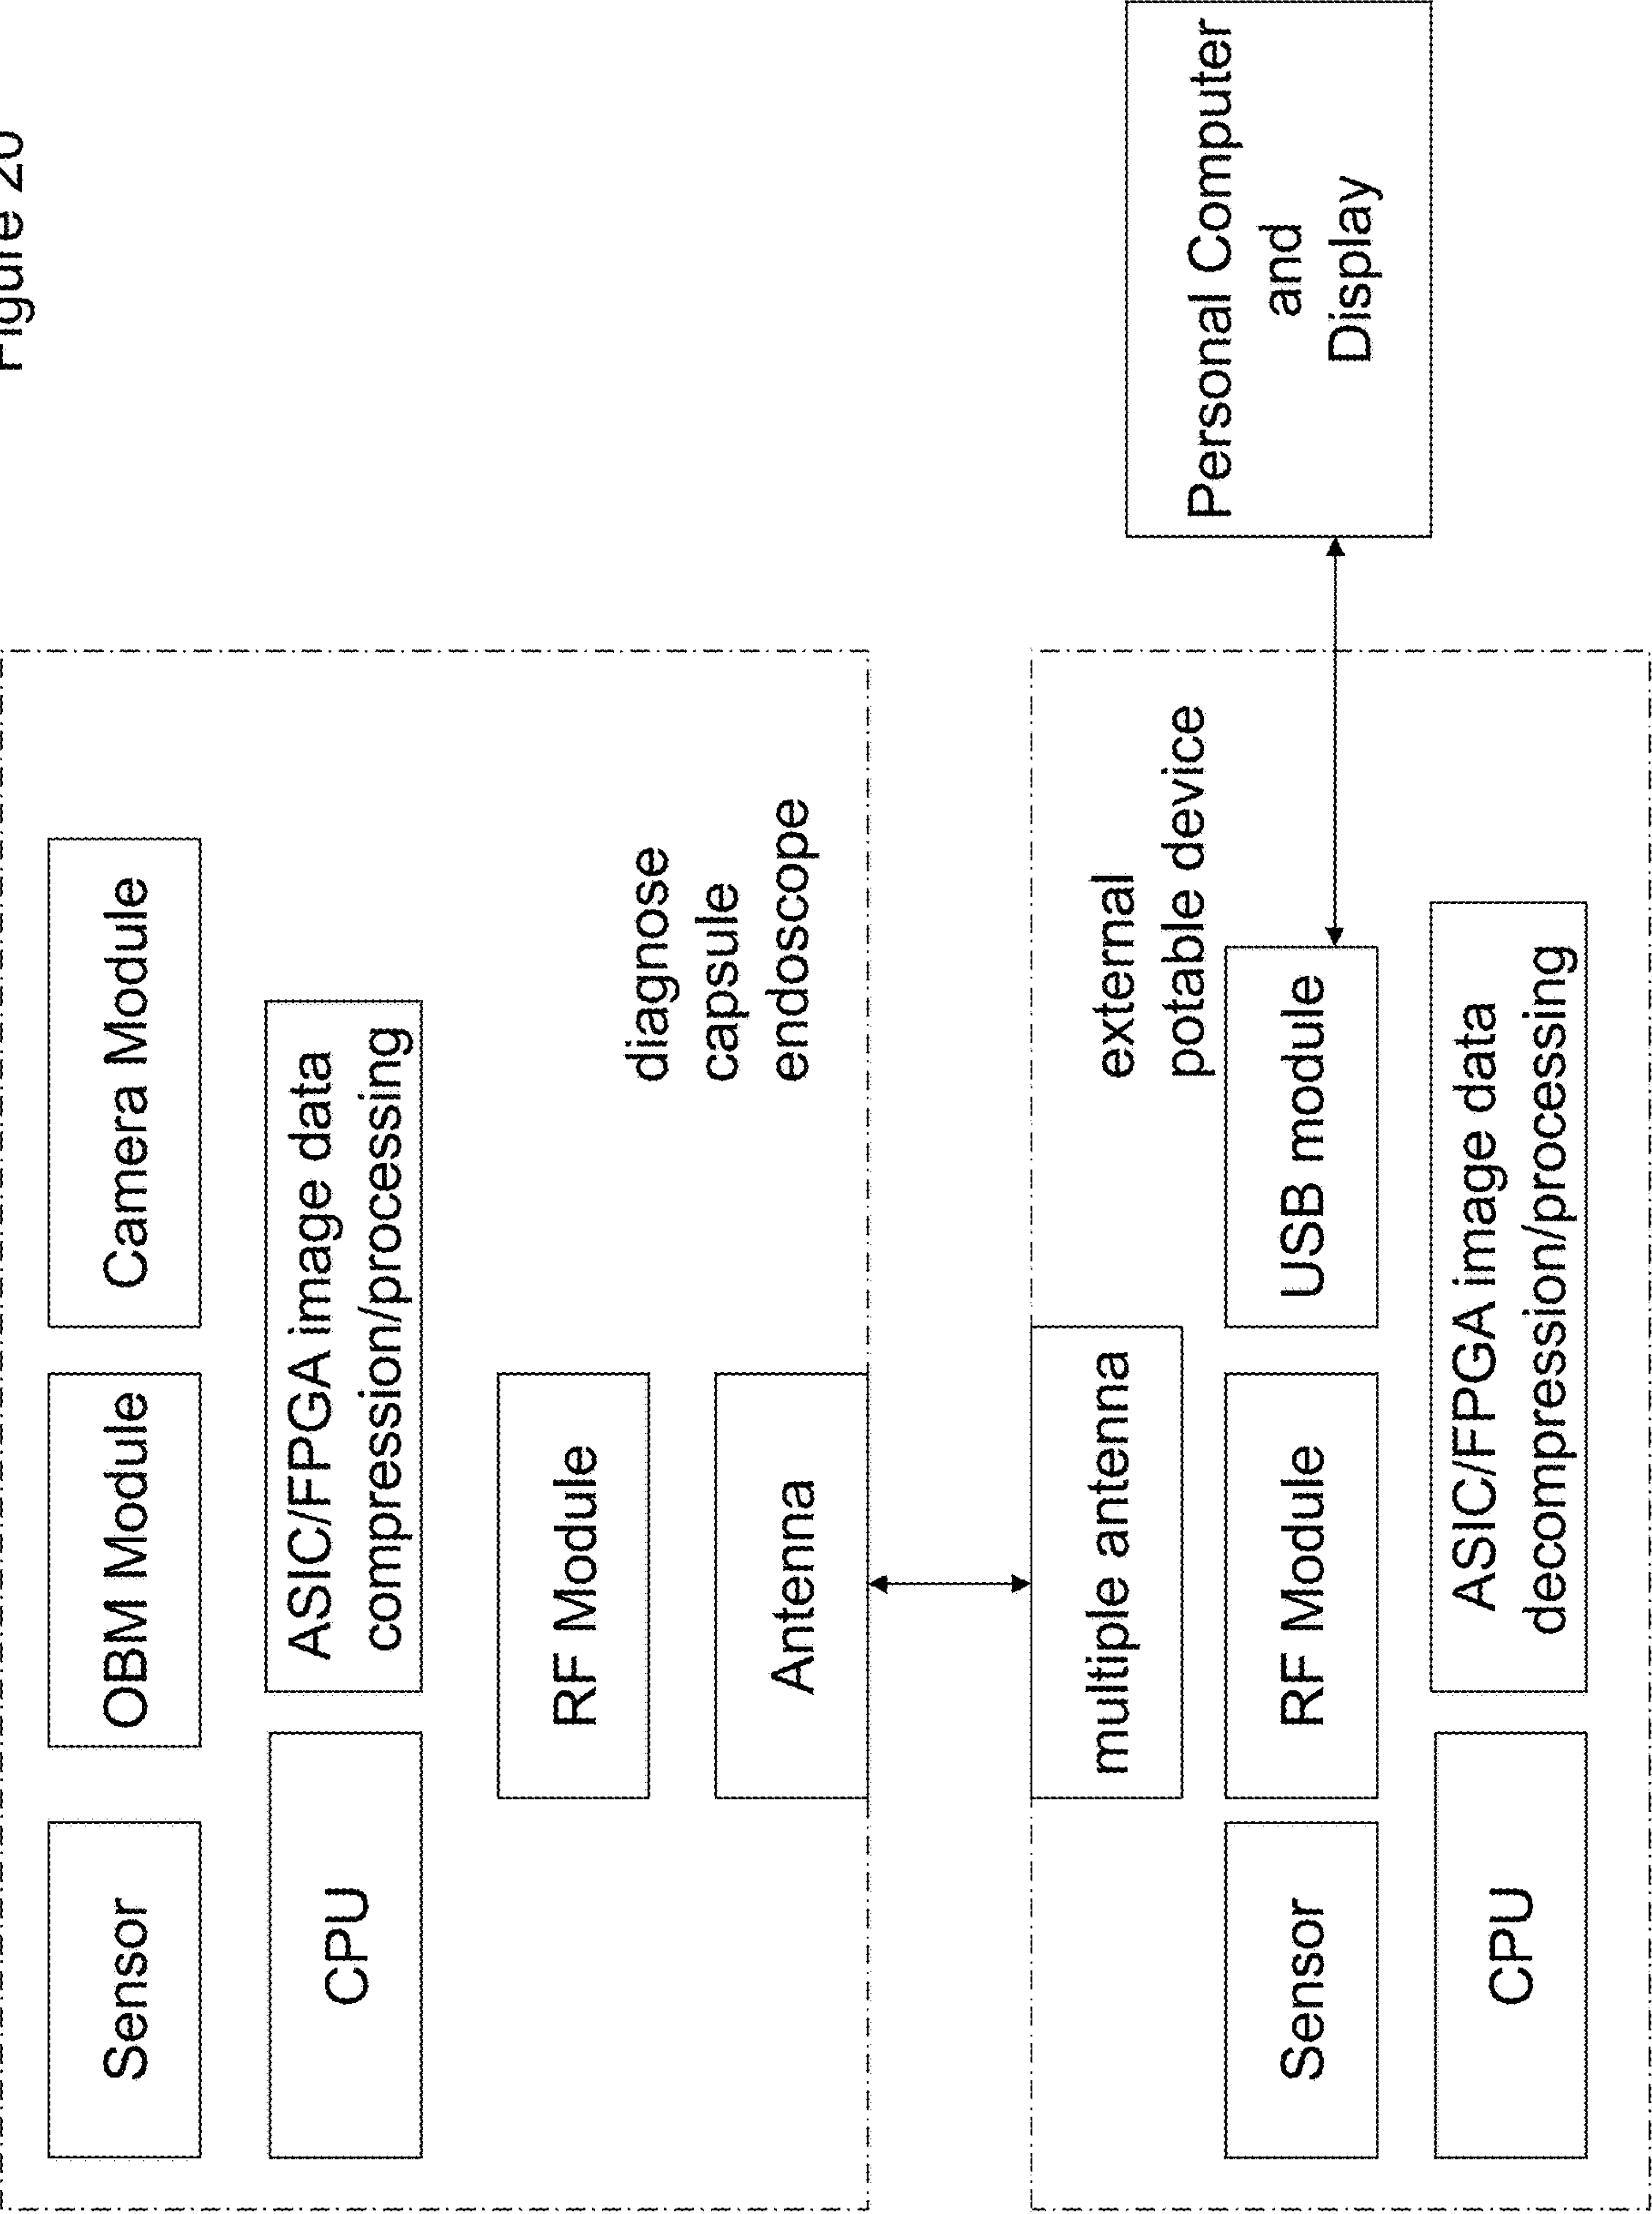 Figure 20
Sensor
OBM Module
Camera Module
CPU
ASIC/FPGA image data
compression/processing
RF Module
diagnose
capsule
endoscope
Antenna
multiple antenna
external
potable device
Sensor
RF Module
USB module
CPU
ASIC/FPGA image data
decompression/processing
Personal Computer
and
Display